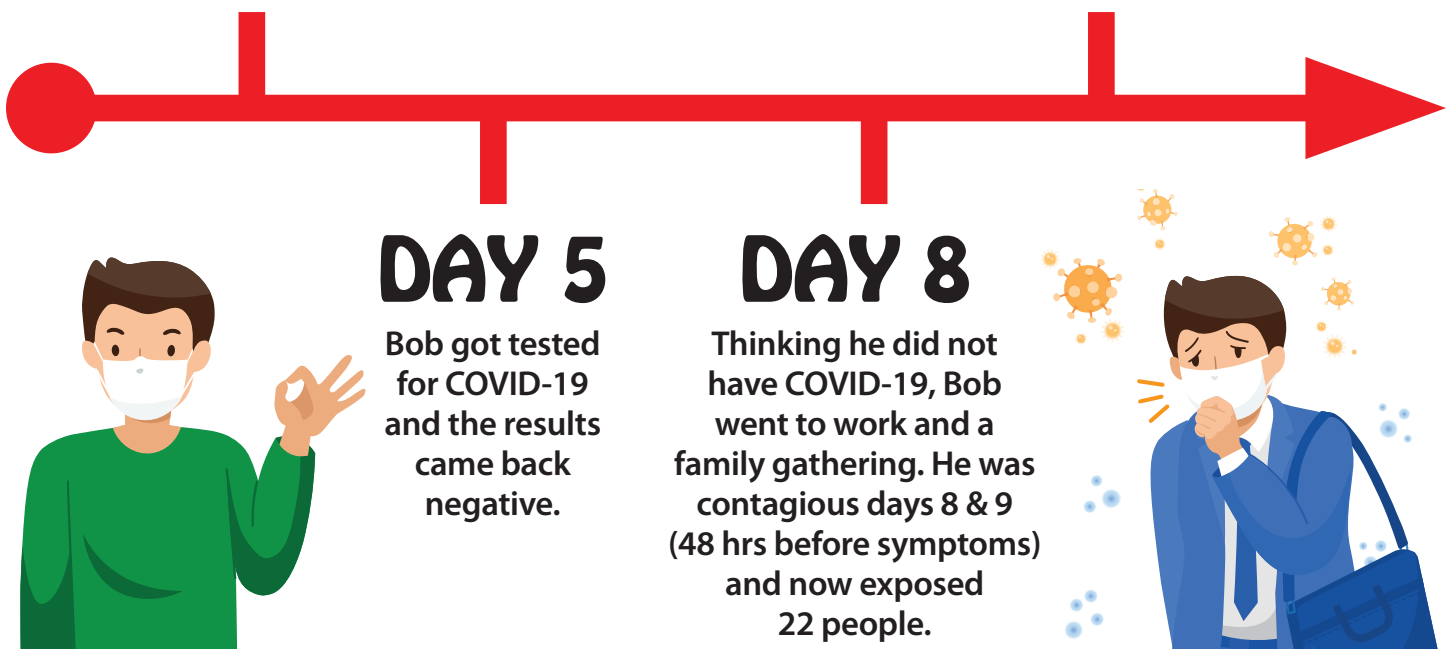 DAY 5
Bob got tested
for COVID-19
and the results
came back
negative.
DAY 8
Thinking he did not
have COVID-19, Bob
went to work and a
family gathering. He was
contagious days 8 & 9
(48 hrs before symptoms)
and now exposed
22 people.